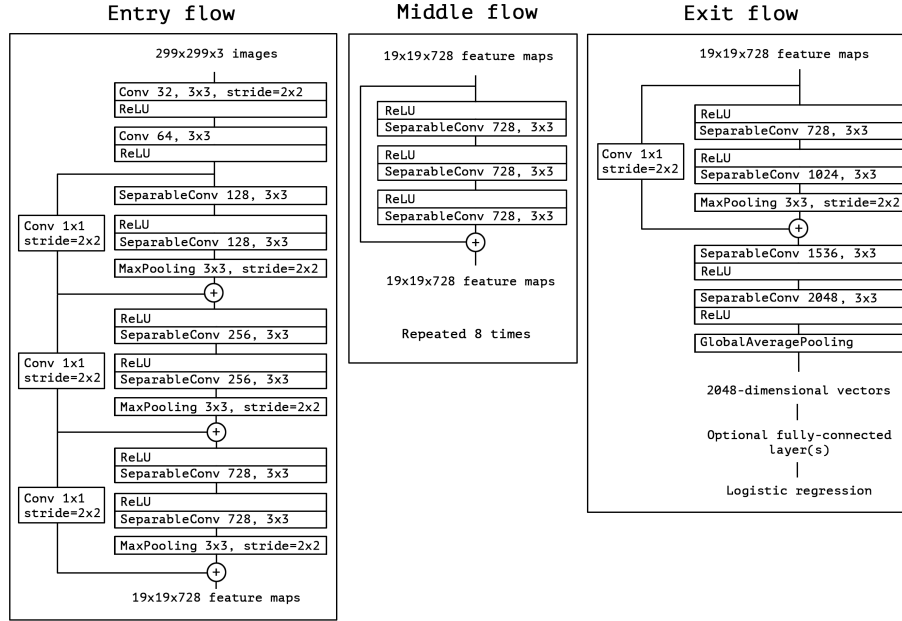 Entry flow
299x299x3 images
Conv 32, 3x3, stride=2x2
ReLU
Conv 64, 3x3
ReLU
SeparableConv 128, 3x3
Conv 1x1
stride=2x2
ReLU
SeparableConv 128, 3x3
MaxPooling 3x3, stride=2x2
+
ReLU
SeparableConv 256, 3x3
Conv 1x1
stride=2x2
ReLU
SeparableConv 256, 3x3
MaxPooling 3x3, stride=2x2
+
ReLU
SeparableConv 728, 3x3
Conv 1x1
stride=2x2
ReLU
SeparableConv 728, 3x3
MaxPooling 3x3, stride=2x2
+
19x19x728 feature maps
Middle flow
19x19x728 feature maps
ReLU
SeparableConv 728, 3x3
ReLU
SeparableConv 728, 3x3
ReLU
SeparableConv 728, 3x3
+
19x19x728 feature maps
Repeated 8 times
Exit flow
19x19x728 feature maps
ReLU
SeparableConv 728, 3x3
Conv 1x1
stride=2x2
ReLU
SeparableConv 1024, 3x3
MaxPooling 3x3, stride=2x2
+
SeparableConv 1536, 3x3
ReLU
SeparableConv 2048, 3x3
ReLU
GlobalAveragePooling
2048-dimensional vectors
Optional fully-connected
layer(s)
Logistic regression